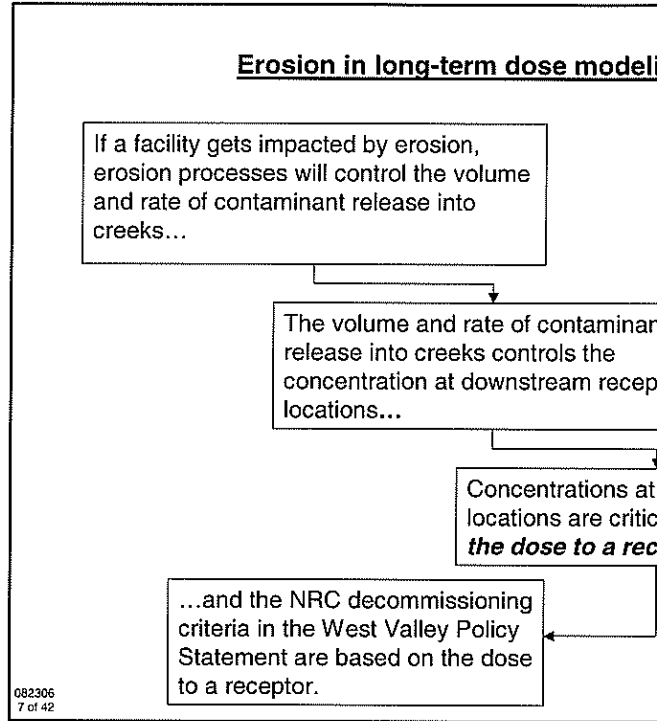 Erosion in long-term dose modeli
If a facility gets impacted by erosion,
erosion processes will control the volume
and rate of contaminant release into
creeks…
The volume and rate of contaminan
release into creeks controls the
concentration at downstream recep
locations…
Concentrations at
locations are critic
the dose to a rec
…and the NRC decommissioning
criteria in the West Valley Policy
Statement are based on the dose
to a receptor.
082306
7 of 42